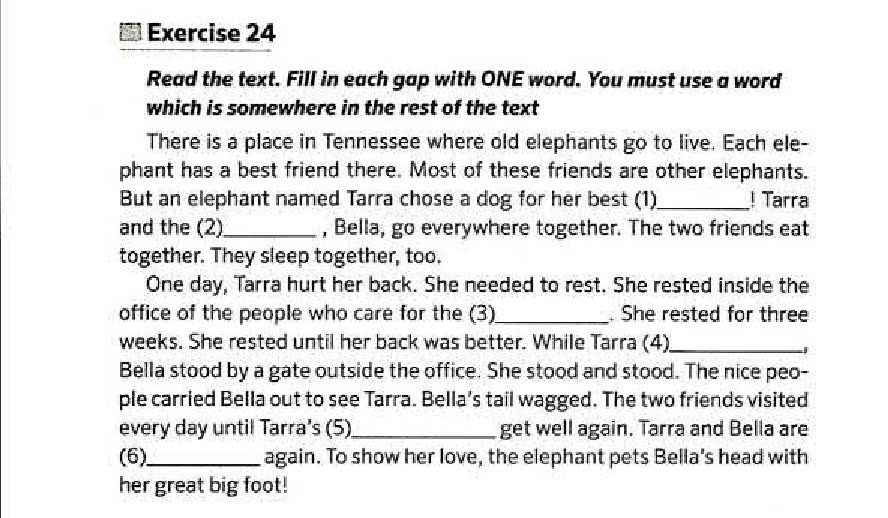 Exercise 24
Read the text. Fill in each gap with ONE word. You must use a word
which is somewhere in the rest of the text
There is a place in Tennessee where old elephants go to live. Each ele-
phant has a best friend there. Most of these friends are other elephants.
But an elephant named Tarra chose a dog for her best (1)_________! Tarra
and the (2)_________ , Bella, go everywhere together. The two friends eat
together. They sleep together, too.
One day, Tarra hurt her back. She needed to rest. She rested inside the
office of the people who care for the (3)___________. She rested for three
weeks. She rested until her back was better. While Tarra (4)_____________,
Bella stood by a gate outside the office. She stood and stood. The nice peo-
ple carried Bella out to see Tarra. Bella's tail wagged. The two friends visited
every day until Tarra's (5)______________ get well again. Tarra and Bella are
(6)___________ again. To show her love, the elephant pets Bella's head with
her great big foot!